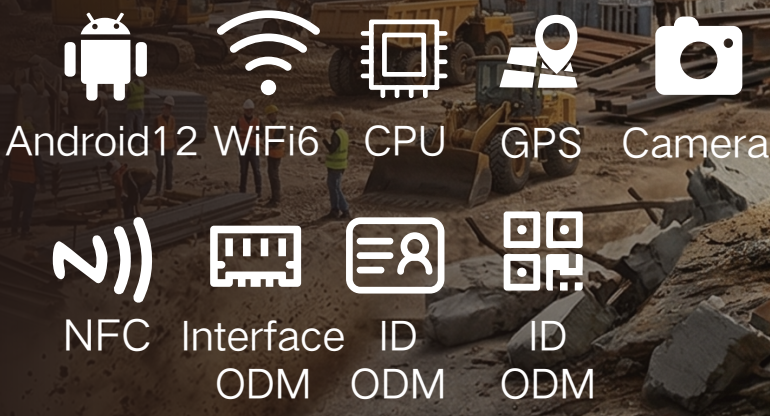 Android12 WiFi6 CPU GPS Camera
NFC Interface ID ID
ODM ODM ODM